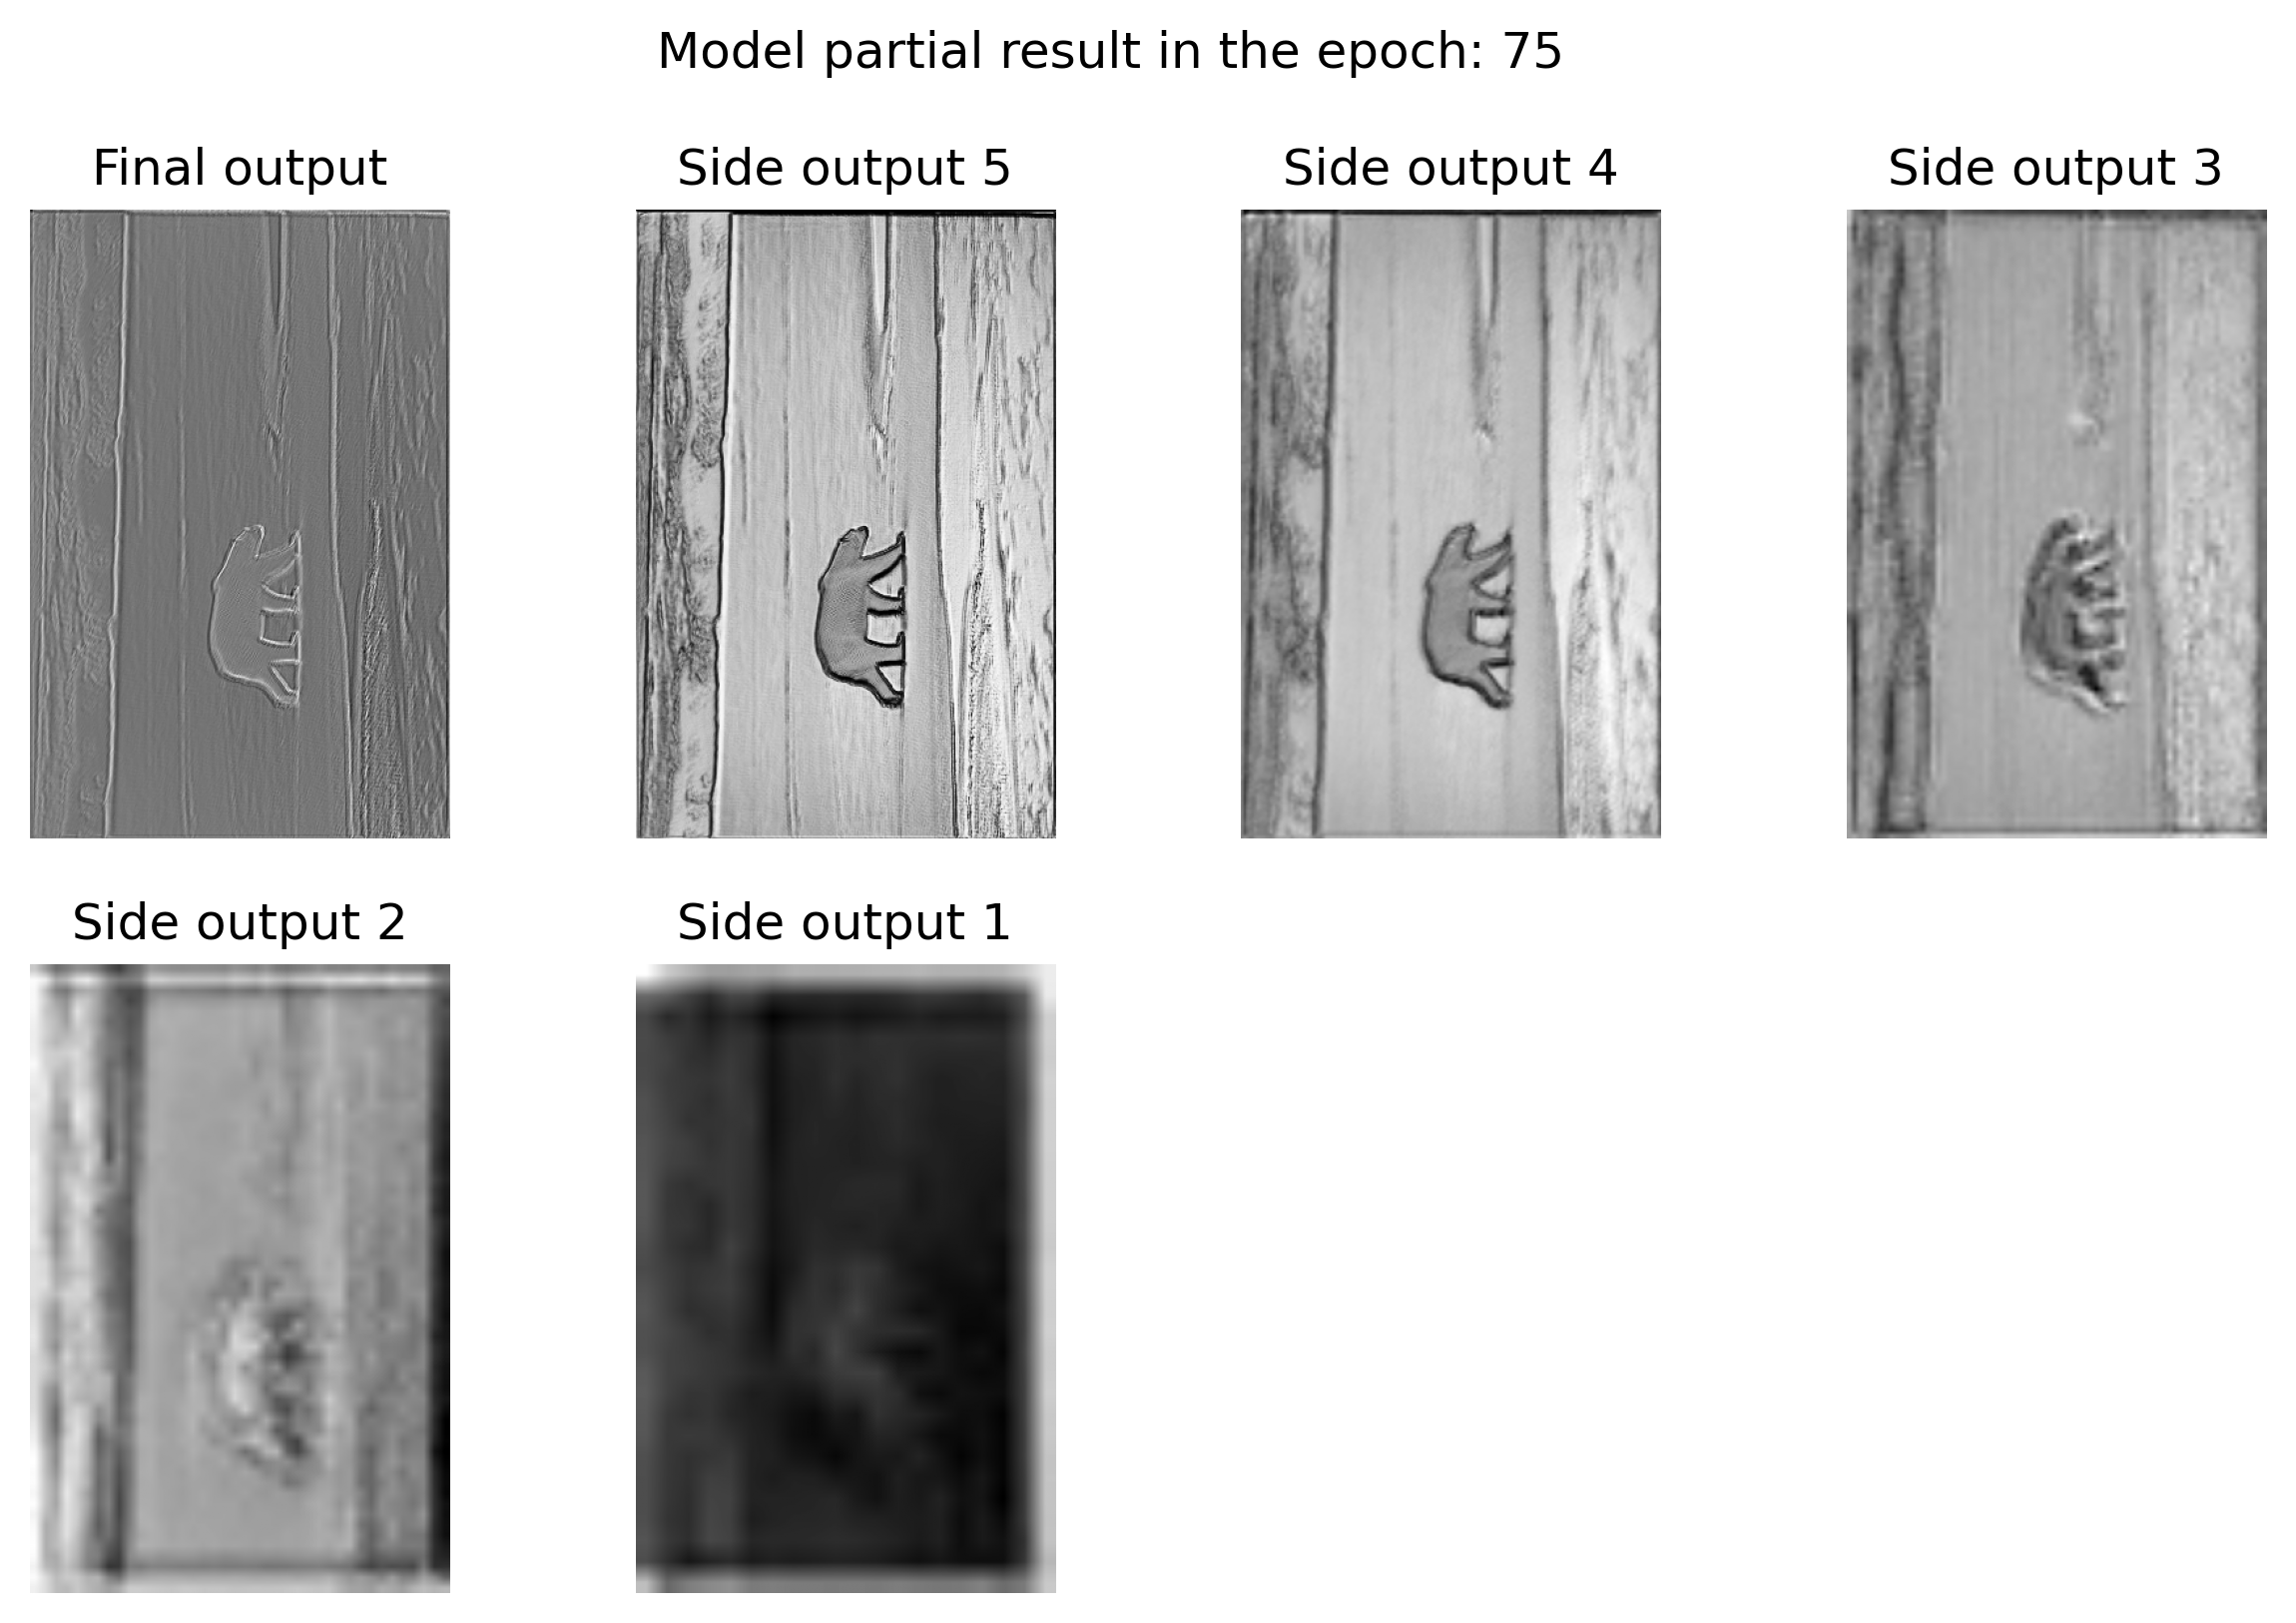 Model partial result in the epoch: 75
Final output
Side output 5
Side output 4
Side output 3
Side output 2
Side output 1